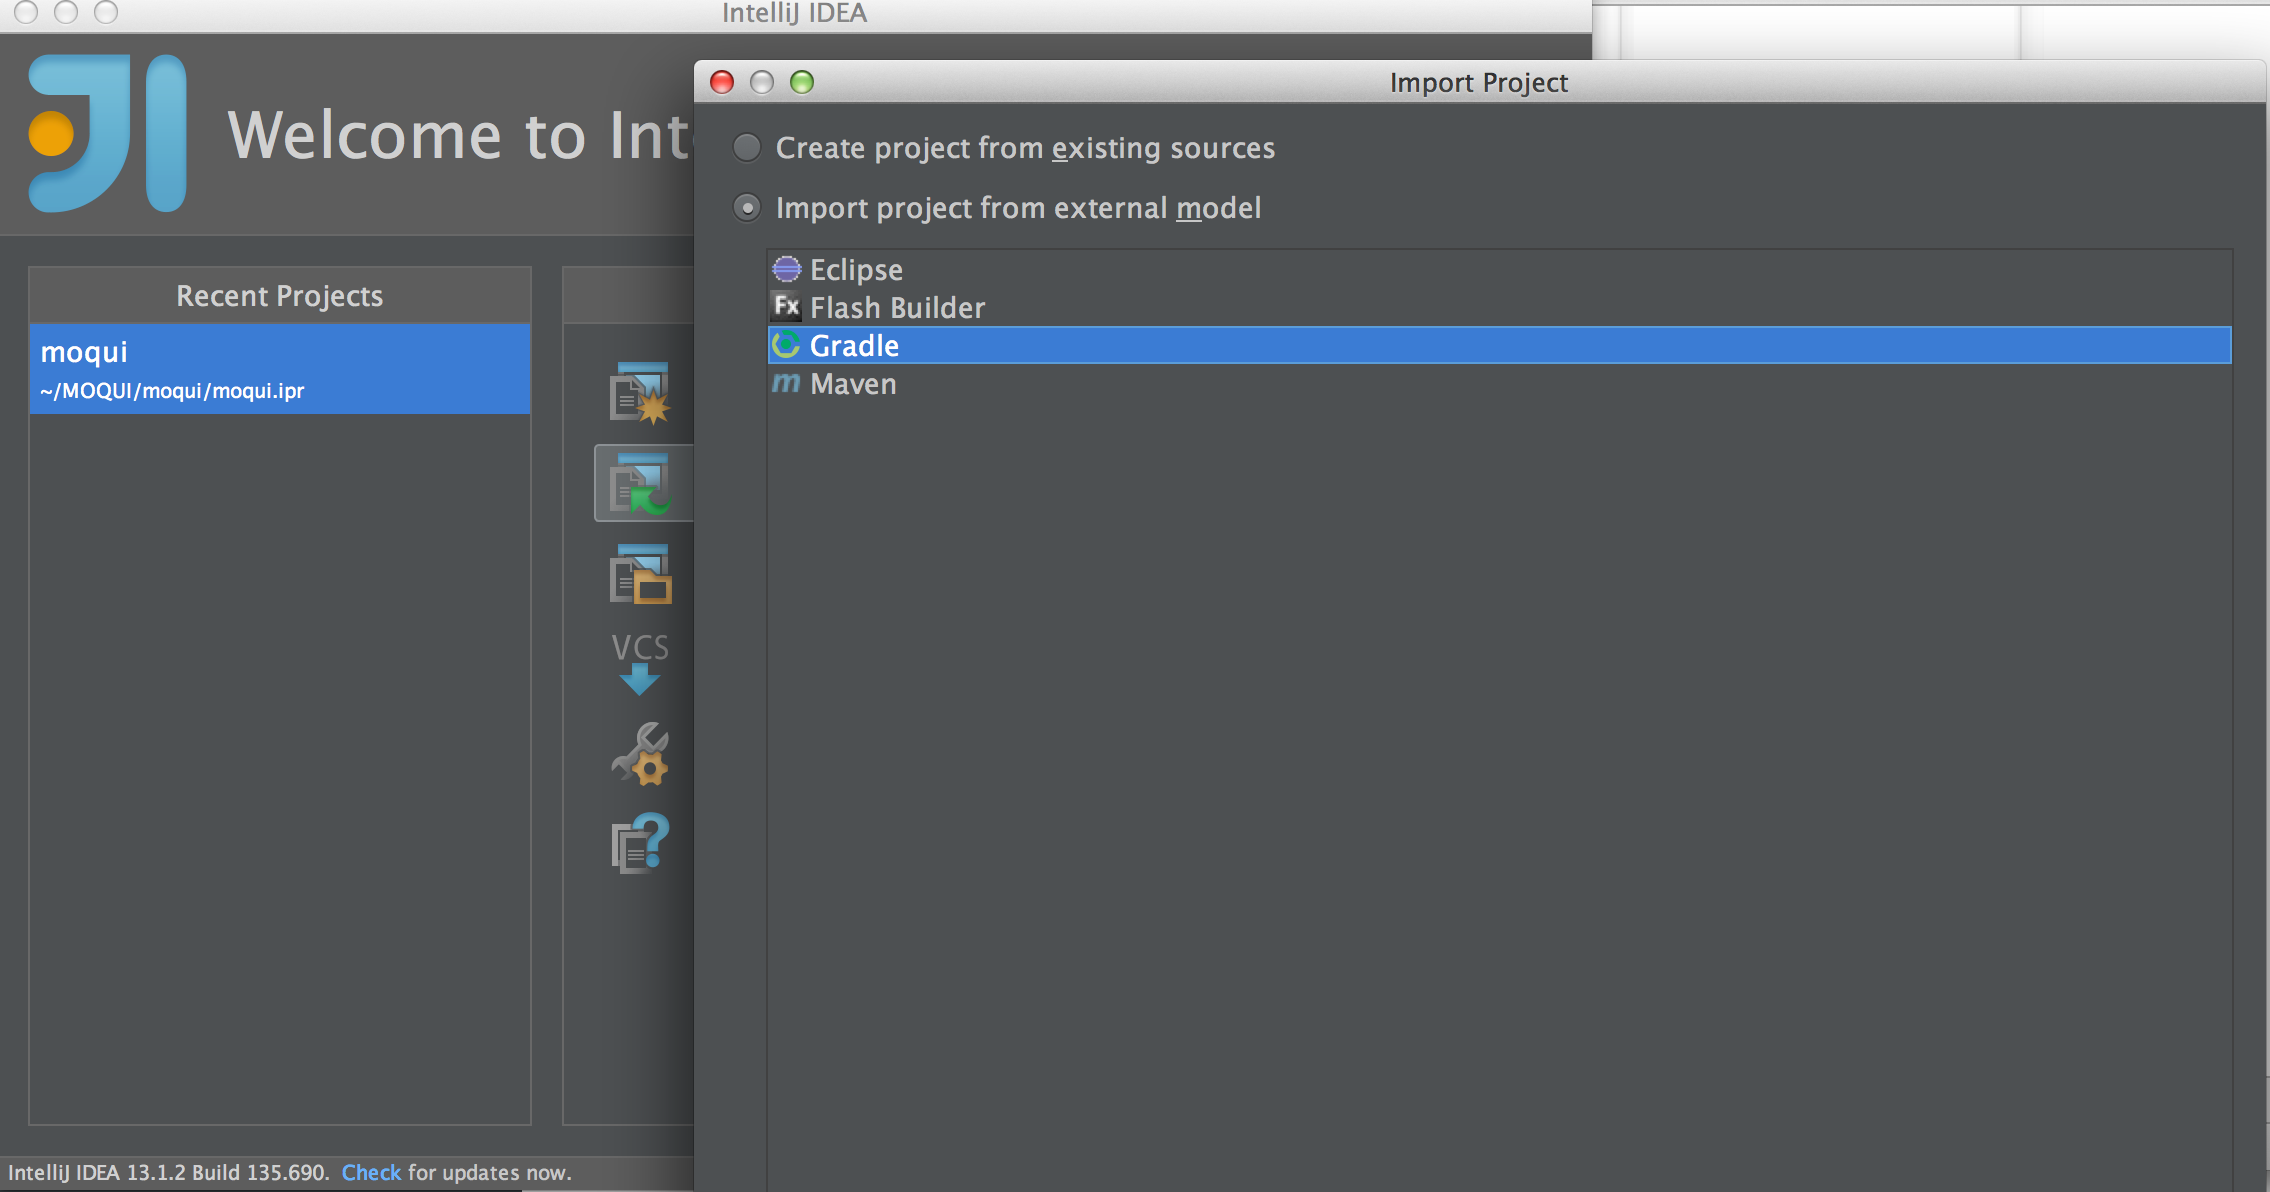 IntelliJ IDEA
Welcome to Int
Recent Projects
moqui
~/MOQUI/moqui/moqui.ipr
VCS
IntelliJ IDEA 13.1.2 Build 135.690. Check for updates now.
Import Project
Create project from existing sources
Import project from external model
Eclipse
Fx Flash Builder
Gradle
m Maven